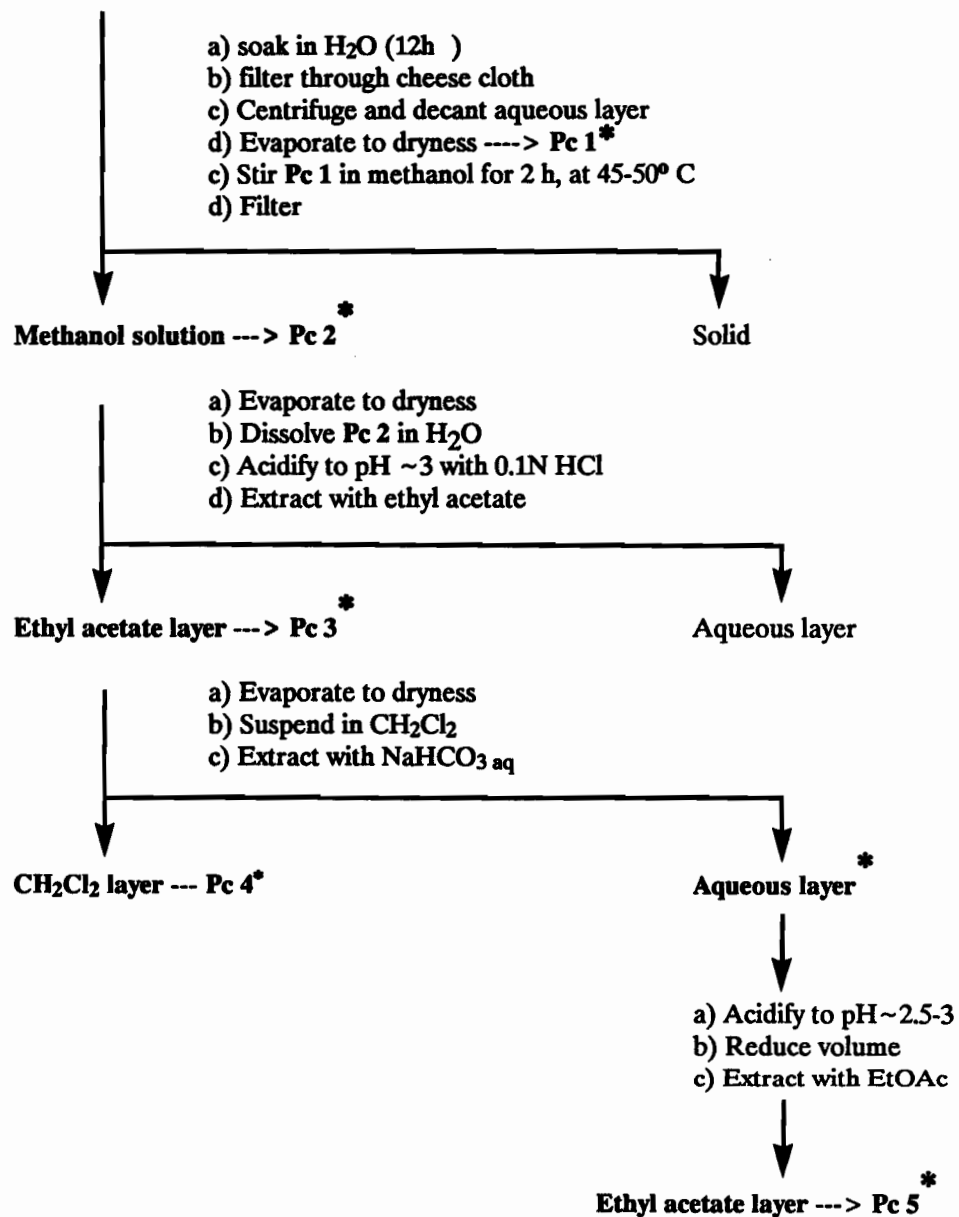 a) soak in H₂O (12h )
b) filter through cheese cloth
c) Centrifuge and decant aqueous layer
d) Evaporate to dryness ----> Pc 1*
c) Stir Pc 1 in methanol for 2 h, at 45-50º C
d) Filter
Methanol solution ---> Pc 2*
Solid
a) Evaporate to dryness
b) Dissolve Pc 2 in H₂O
c) Acidify to pH ~3 with 0.1N HCl
d) Extract with ethyl acetate
Ethyl acetate layer ---> Pc 3*
Aqueous layer
a) Evaporate to dryness
b) Suspend in CH₂Cl₂
c) Extract with NaHCO₃ aq
CH₂Cl₂ layer --- Pc 4*
Aqueous layer*
a) Acidify to pH~2.5-3
b) Reduce volume
c) Extract with EtOAc
Ethyl acetate layer ---> Pc 5*